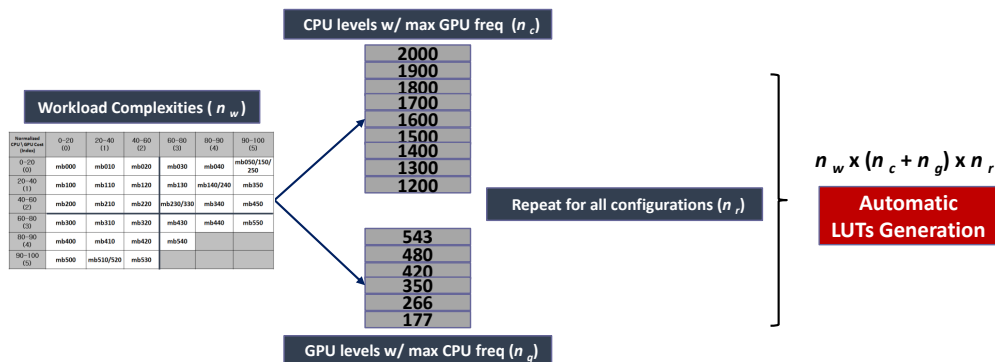 CPU levels w/ max GPU freq (n c)
2000
1900
1800
1700
1600
1500
1400
1300
1200
Workload Complexities ( n w)
Normalized CPU \ GPU Cost (Index) 0-20 (0) 20-40 (1) 40-60 (2) 60-80 (3) 80-90 (4) 90-100 (5)
0-20 (0) mb000 mb010 mb020 mb030 mb040 mb050/150/250
20-40 (1) mb100 mb110 mb120 mb130 mb140/240 mb350
40-60 (2) mb200 mb210 mb220 mb230/330 mb340 mb450
60-80 (3) mb300 mb310 mb320 mb430 mb440 mb550
80-90 (4) mb400 mb410 mb420 mb540
90-100 (5) mb500 mb510/520 mb530
Repeat for all configurations (n r)
n w x (n c + n g) x n r
Automatic
LUTs Generation
543
480
420
350
266
177
GPU levels w/ max CPU freq (n g)